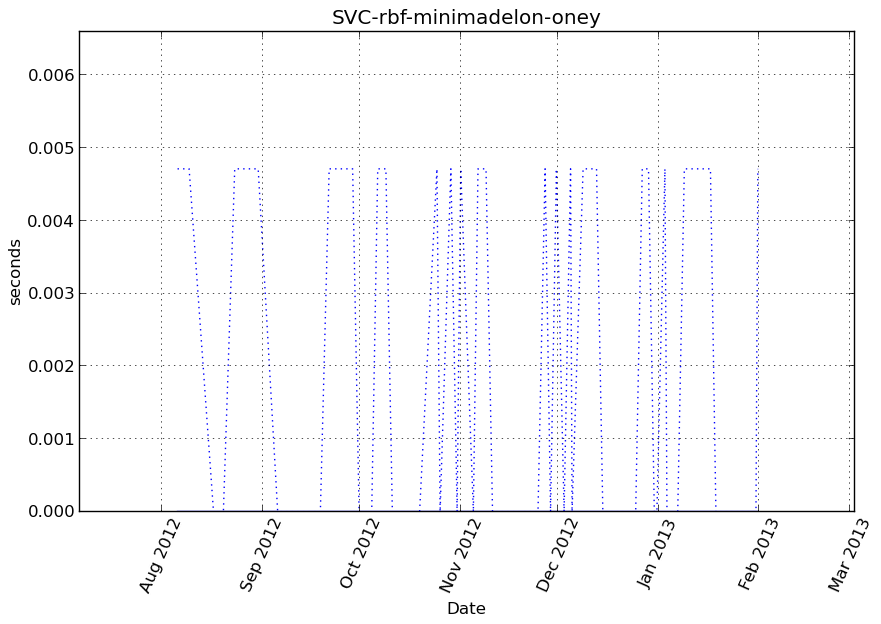 SVC-rbf-minimadelon-oney
0.006
0.005
0.004
0.003
0.002
0.001
0.000
seconds
Aug 2012
Sep 2012
Oct 2012
Nov 2012
Dec 2012
Jan 2013
Feb 2013
Mar 2013
Date